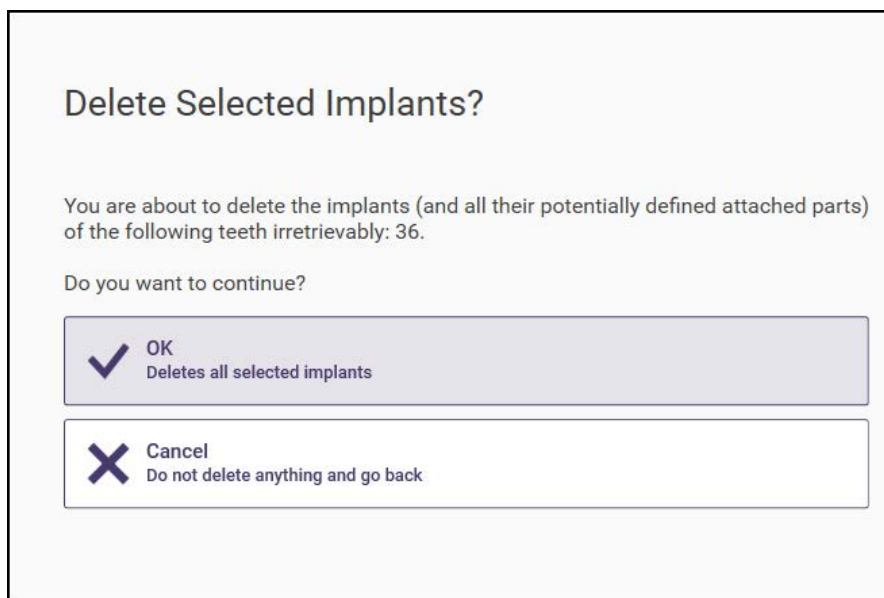 Delete Selected Implants?
You are about to delete the implants (and all their potentially defined attached parts)
of the following teeth irretrievably: 36.
Do you want to continue?
OK
Deletes all selected implants
Cancel
Do not delete anything and go back